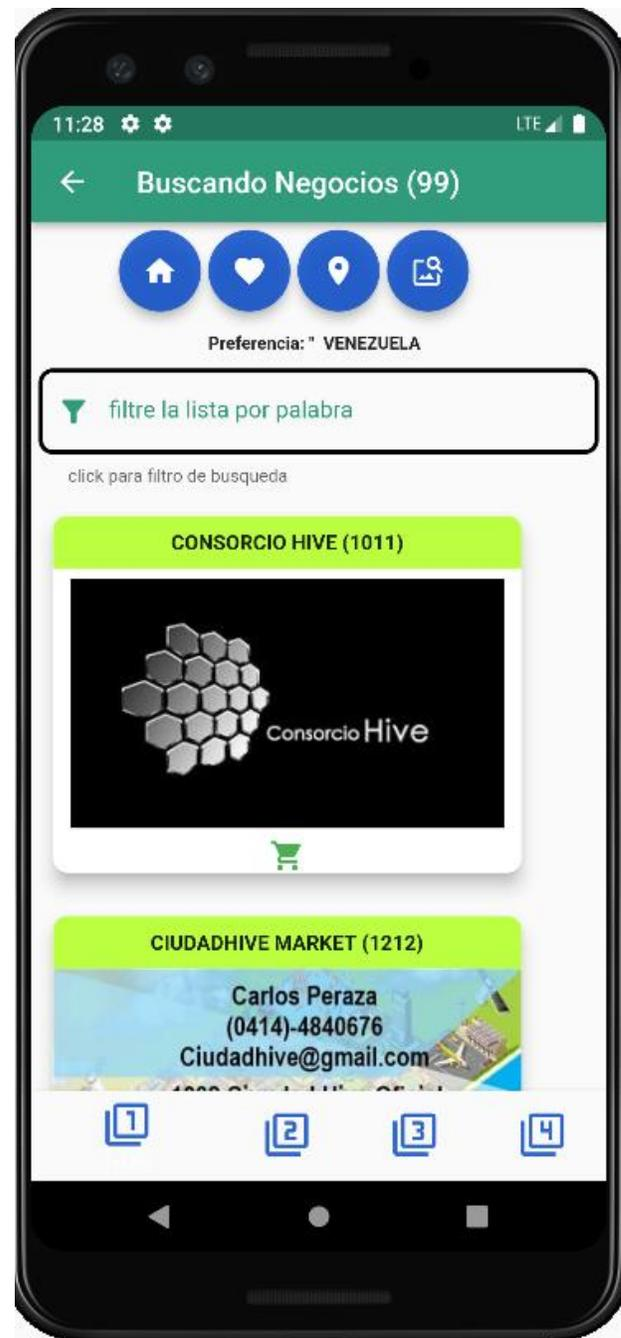 11:28
LTE
Buscando Negocios (99)
Preferencia: " VENEZUELA
filtre la lista por palabra
click para filtro de busqueda
CONSORCIO HIVE (1011)
Consorcio Hive
CIUDADHIVE MARKET (1212)
Carlos Peraza
(0414)-4840676
Ciudadhive@gmail.com
1 2 3 4